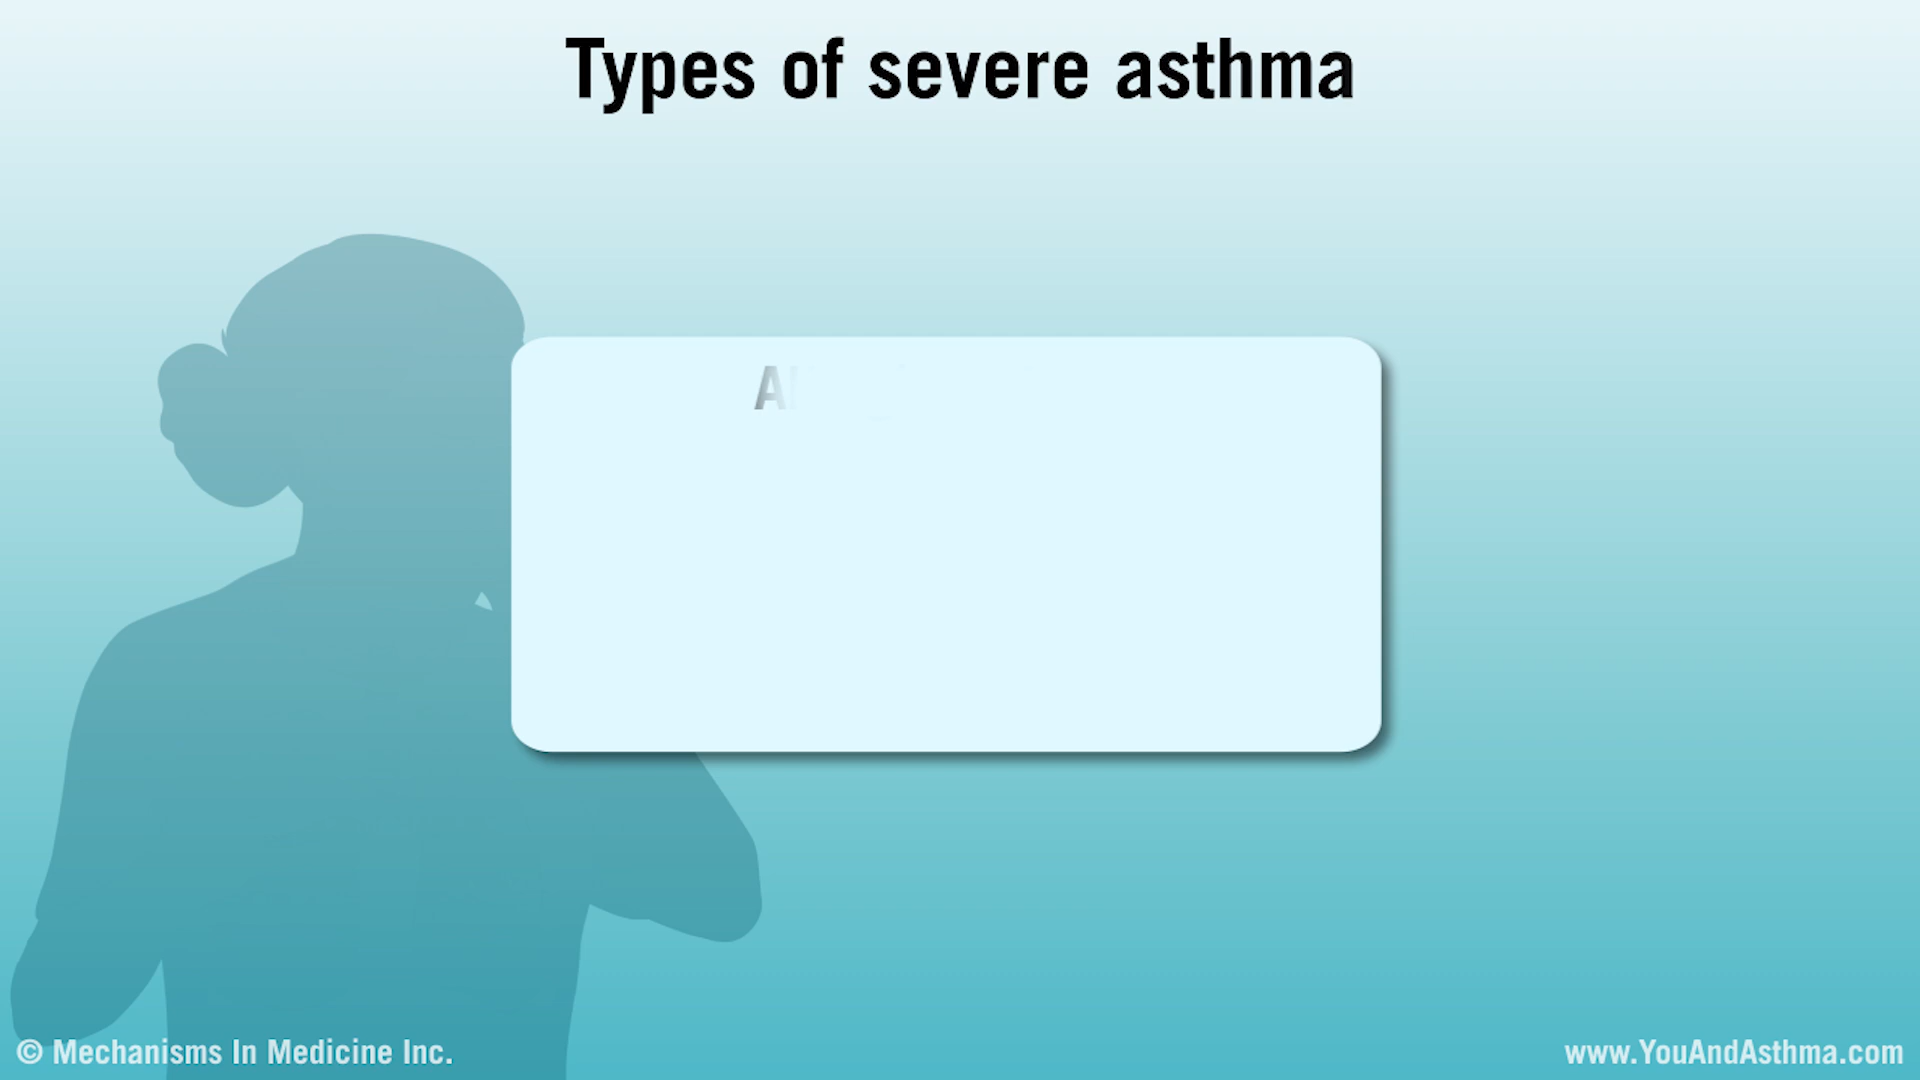 Types of severe asthma
© Mechanisms In Medicine Inc.
www.YouAndAsthma.com